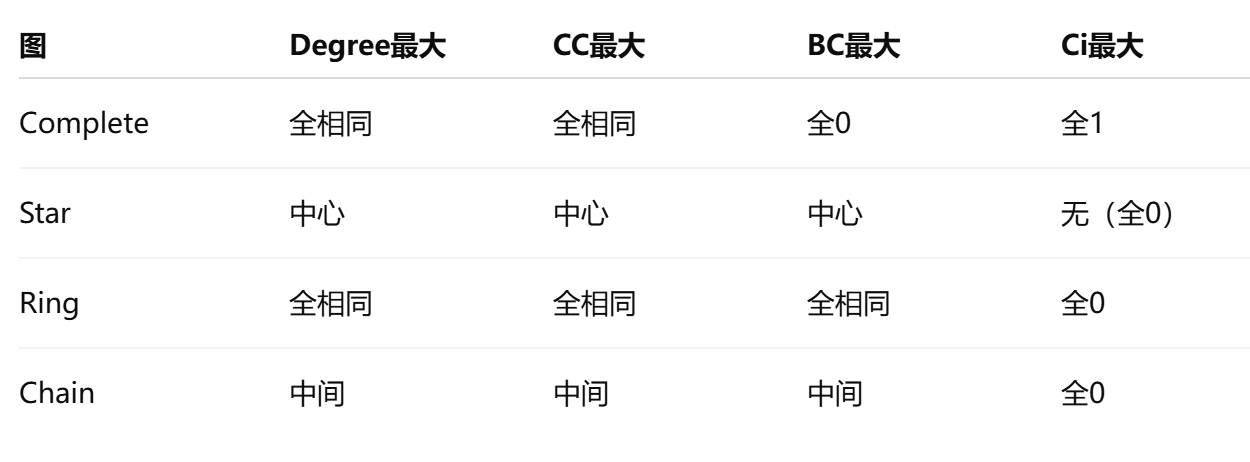 图 Degree最大 CC最大 BC最大 Ci最大
Complete 全相同 全相同 全0 全1
Star 中心 中心 中心 无（全0）
Ring 全相同 全相同 全相同 全0
Chain 中间 中间 中间 全0